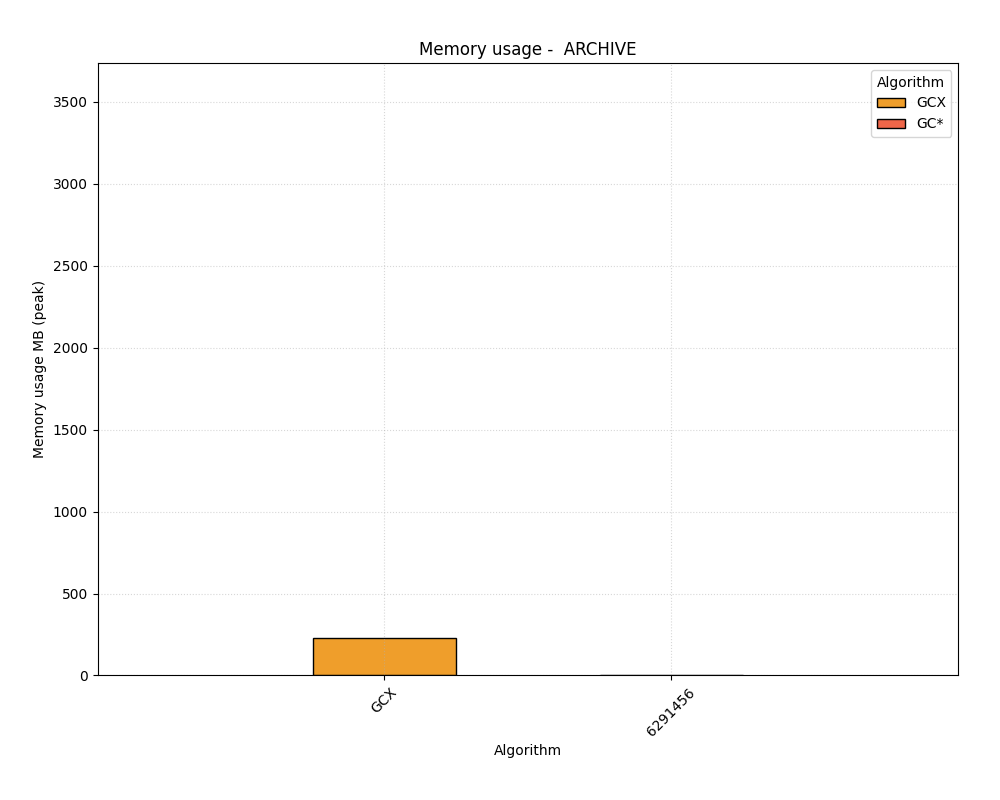 Memory usage -  ARCHIVE
Algorithm
GCX
GC*
3500
3000
2500
2000
1500
1000
500
0
Memory usage MB (peak)
GCX
6291456
Algorithm